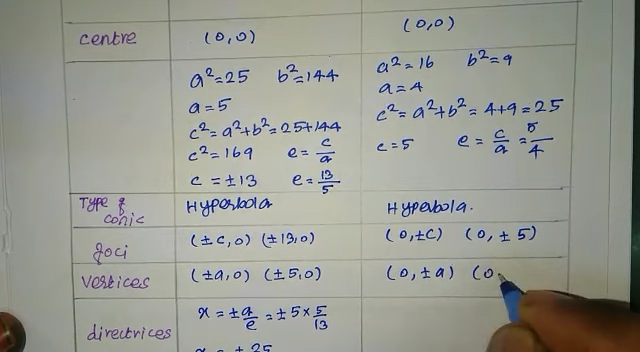 centre (0,0) (0,0)
a²=25 b²=144 a²=16 b²=9
a=5 a=4
c²=a²+b²=25+144 c²=a²+b²=4+9=25
c²=169 e=c/a c=5 e=c/a=5/4
c=±13 e=13/5
Type of conic Hyperbola Hyperbola.
foci (±c,0) (±13,0) (0,±c) (0,±5)
vertices (±a,0) (±5,0) (0,±a) (0
directrices x=±a/e=±5×5/13
x=±25